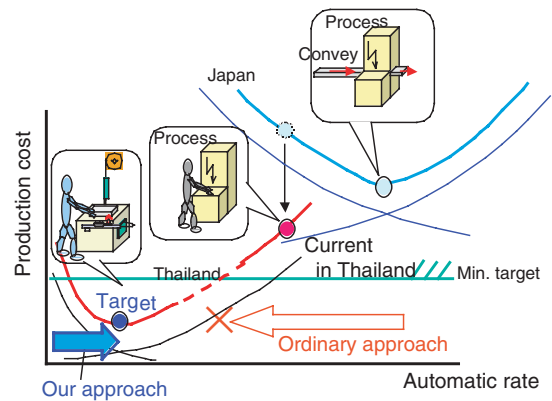 Process
Convey
Japan
Process
Production cost
Current
in Thailand
Thailand
Min. target
Target
Ordinary approach
Our approach
Automatic rate